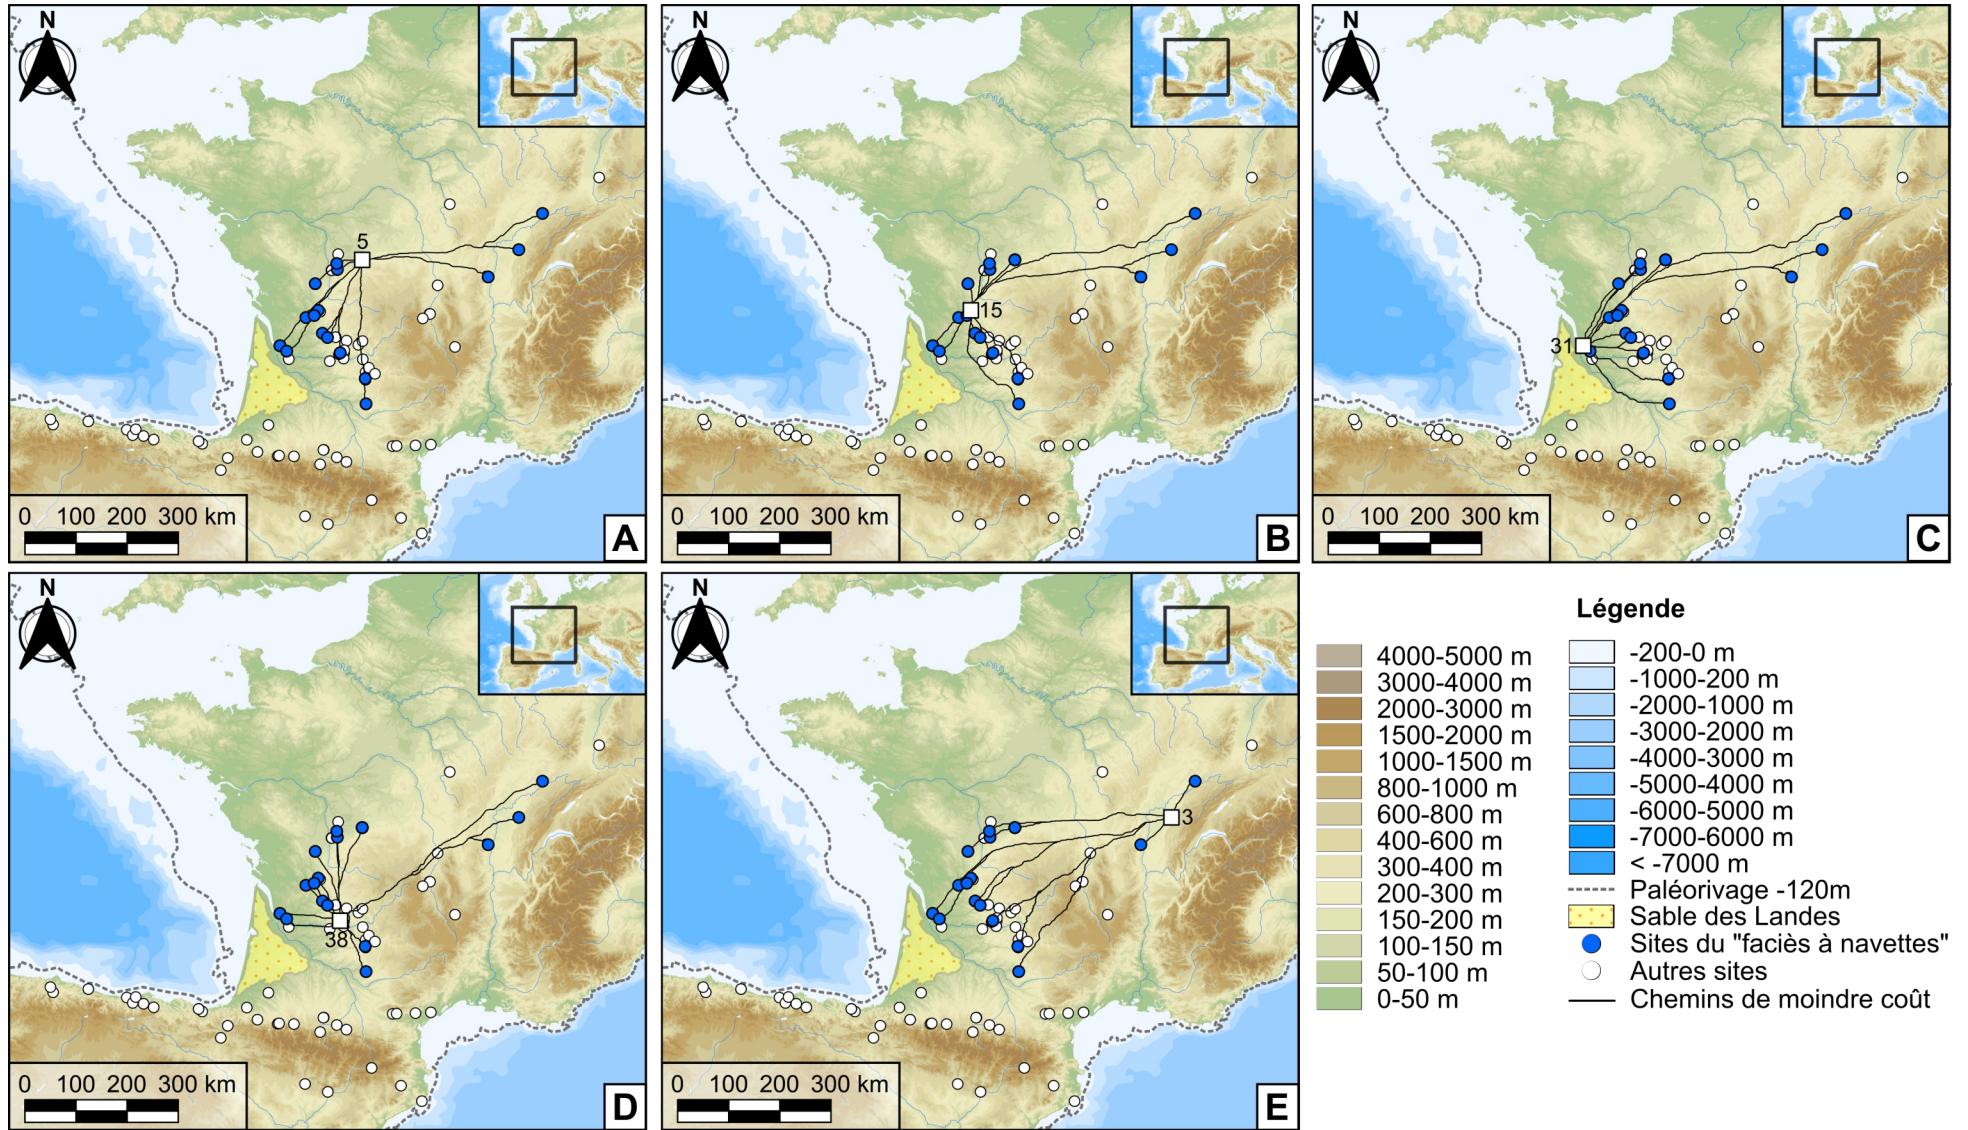 N
5
0 100 200 300 km
A
N
15
0 100 200 300 km
B
N
31
0 100 200 300 km
C
N
38
0 100 200 300 km
D
N
3
0 100 200 300 km
E
Légende
4000-5000 m
3000-4000 m
2000-3000 m
1500-2000 m
1000-1500 m
800-1000 m
600-800 m
400-600 m
300-400 m
200-300 m
150-200 m
100-150 m
50-100 m
0-50 m
-200-0 m
-1000-200 m
-2000-1000 m
-3000-2000 m
-4000-3000 m
-5000-4000 m
-6000-5000 m
-7000-6000 m
< -7000 m
Paléorivage -120m
Sable des Landes
Sites du "faciès à navettes"
Autres sites
Chemins de moindre coût